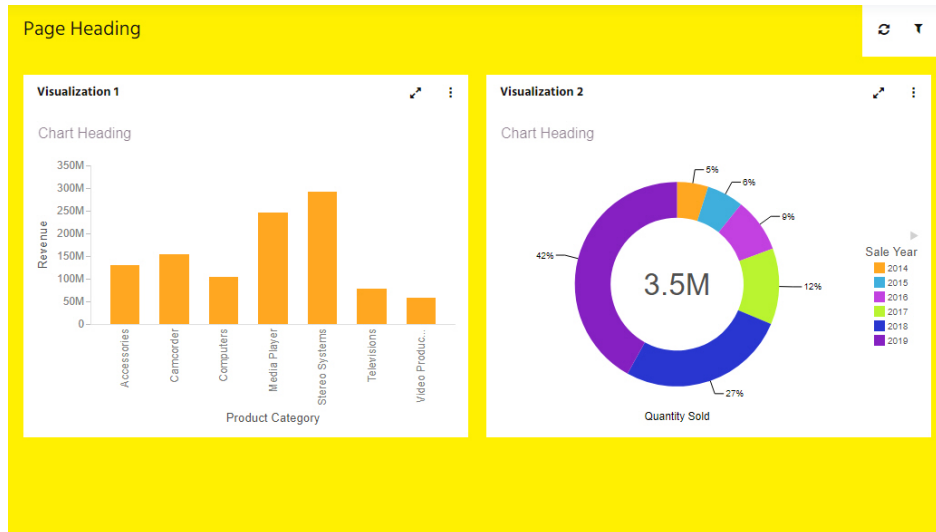 Page Heading
Visualization 1
Chart Heading
350M
300M
250M
200M
150M
100M
50M
0
Revenue
Accessories
Camcorder
Computers
Media Player
Stereo Systems
Televisions
Video Produc...
Product Category
Visualization 2
Chart Heading
5%
6%
9%
12%
27%
42%
3.5M
Quantity Sold
Sale Year
2014
2015
2016
2017
2018
2019